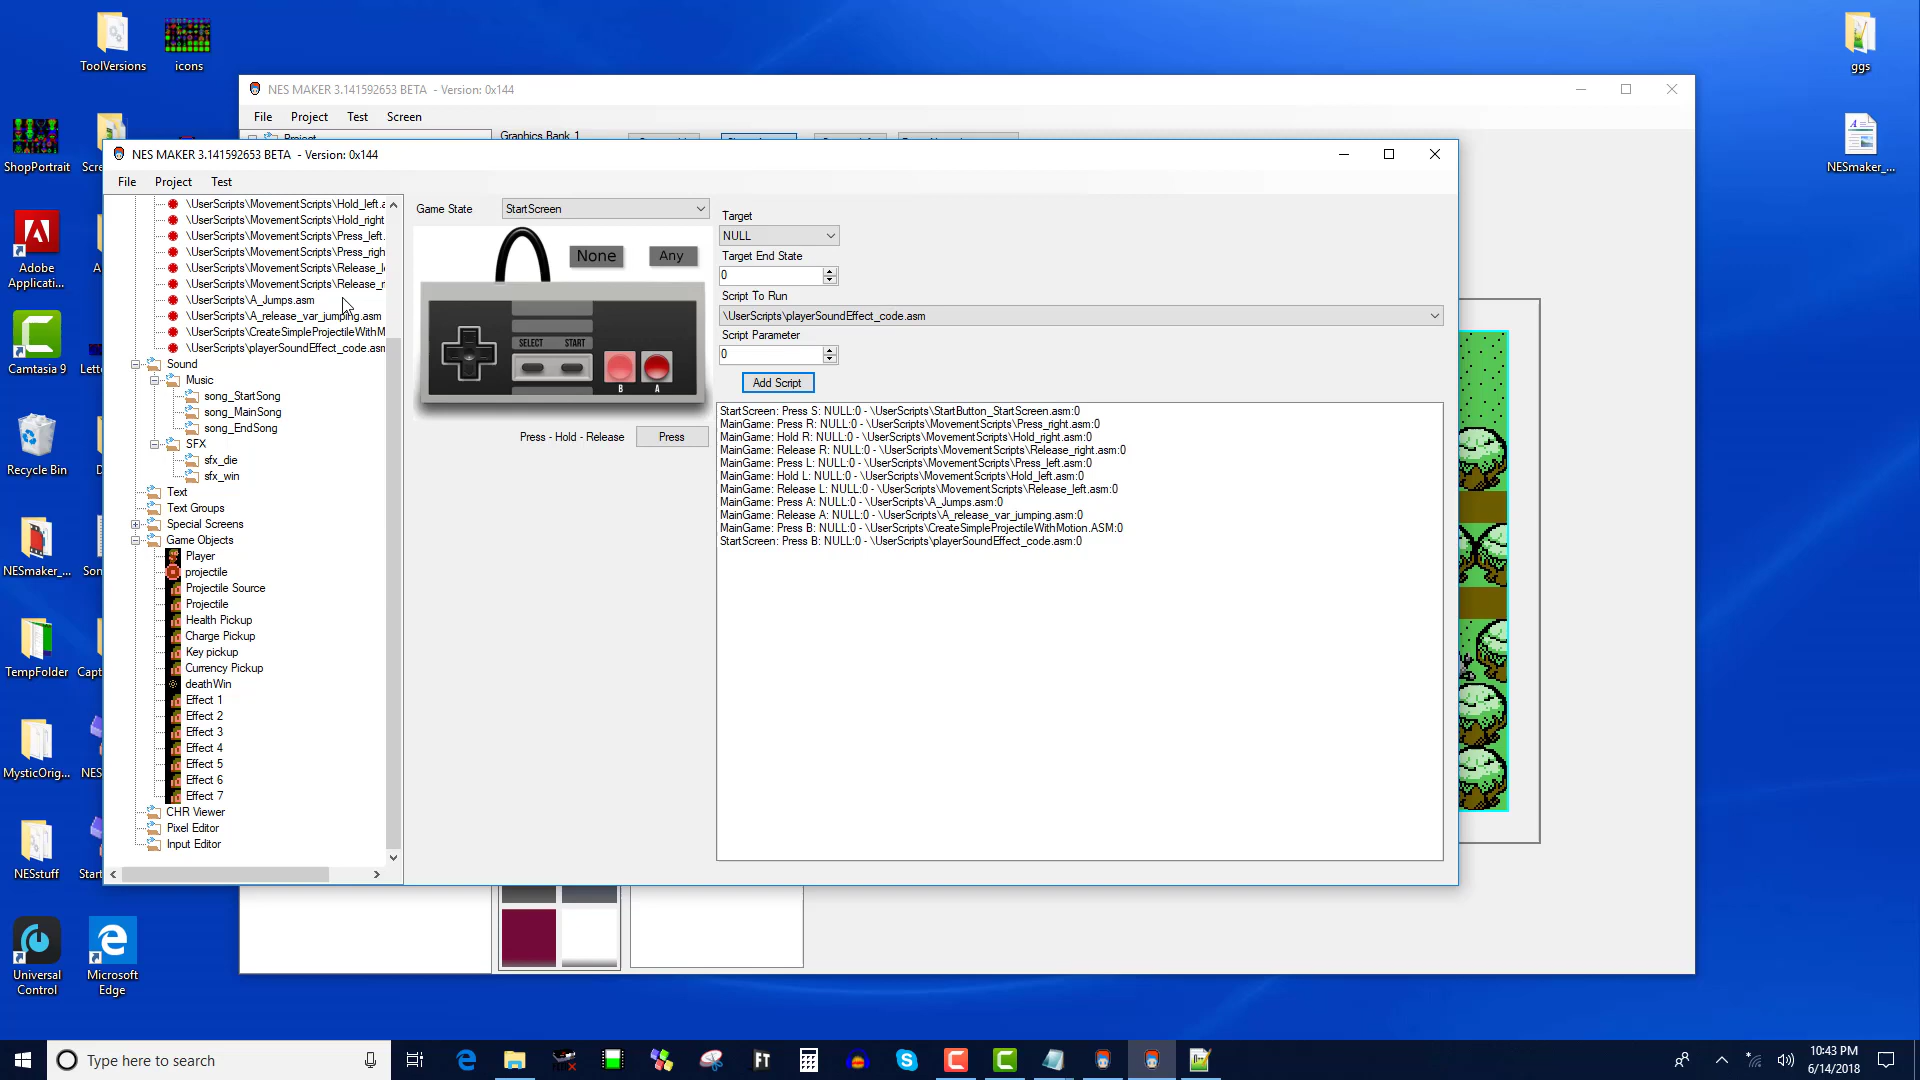 ToolVersions
icons
ggs
ShopPortrait
NESmaker_...
Adobe
Applicati...
Camtasia 9
Recycle Bin
NESmaker_...
TempFolder
MysticOrig...
NESstuff
Universal
Control
Microsoft
Edge
NES MAKER 3.141592653 BETA - Version: 0x144
File Project Test Screen
Graphics Bank 1
NES MAKER 3.141592653 BETA - Version: 0x144
File Project Test
\UserScripts\MovementScripts\Hold_left.a
\UserScripts\MovementScripts\Hold_right
\UserScripts\MovementScripts\Press_left.
\UserScripts\MovementScripts\Press_righ
\UserScripts\MovementScripts\Release_le
\UserScripts\MovementScripts\Release_r
\UserScripts\A_Jumps.asm
\UserScripts\A_release_var_jumping.asm
\UserScripts\CreateSimpleProjectileWithM
\UserScripts\playerSoundEffect_code.asm
Sound
Music
song_StartSong
song_MainSong
song_EndSong
SFX
sfx_die
sfx_win
Text
Text Groups
Special Screens
Game Objects
Player
projectile
Projectile Source
Projectile
Health Pickup
Charge Pickup
Key pickup
Currency Pickup
deathWin
Effect 1
Effect 2
Effect 3
Effect 4
Effect 5
Effect 6
Effect 7
CHR Viewer
Pixel Editor
Input Editor
Game State
StartScreen
None
Any
SELECT START
B A
Press - Hold - Release
Press
Target
NULL
Target End State
0
Script To Run
\UserScripts\playerSoundEffect_code.asm
Script Parameter
0
Add Script
StartScreen: Press S: NULL:0 - \UserScripts\StartButton_StartScreen.asm:0
MainGame: Press R: NULL:0 - \UserScripts\MovementScripts\Press_right.asm:0
MainGame: Hold R: NULL:0 - \UserScripts\MovementScripts\Hold_right.asm:0
MainGame: Release R: NULL:0 - \UserScripts\MovementScripts\Release_right.asm:0
MainGame: Press L: NULL:0 - \UserScripts\MovementScripts\Press_left.asm:0
MainGame: Hold L: NULL:0 - \UserScripts\MovementScripts\Hold_left.asm:0
MainGame: Release L: NULL:0 - \UserScripts\MovementScripts\Release_left.asm:0
MainGame: Press A: NULL:0 - \UserScripts\A_Jumps.asm:0
MainGame: Release A: NULL:0 - \UserScripts\A_release_var_jumping.asm:0
MainGame: Press B: NULL:0 - \UserScripts\CreateSimpleProjectileWithMotion.ASM:0
StartScreen: Press B: NULL:0 - \UserScripts\playerSoundEffect_code.asm:0
Type here to search
FT
10:43 PM
6/14/2018